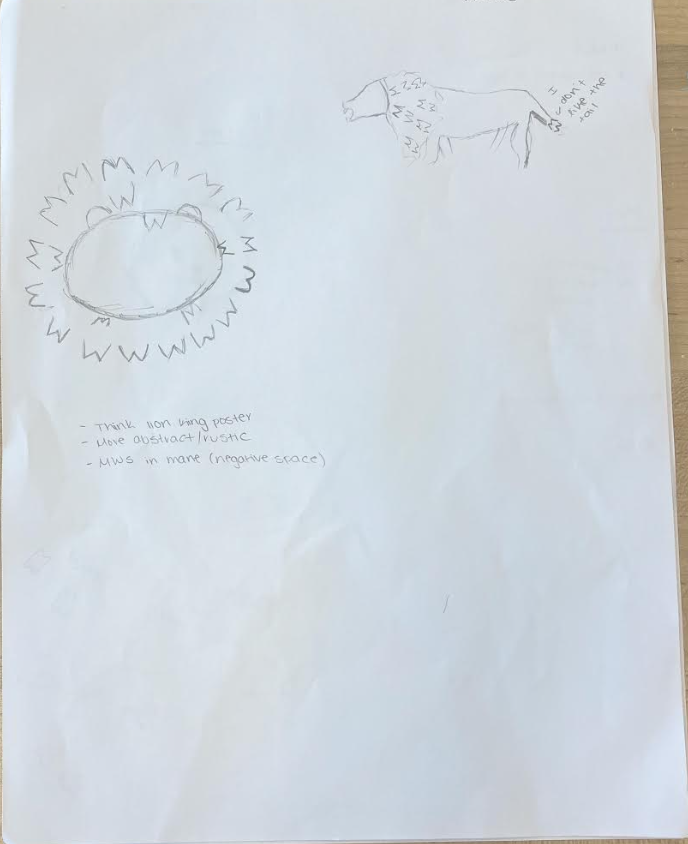 I don't
like the
tail
- Think lion king poster
- More abstract/rustic
- MWS in mane (negative space)